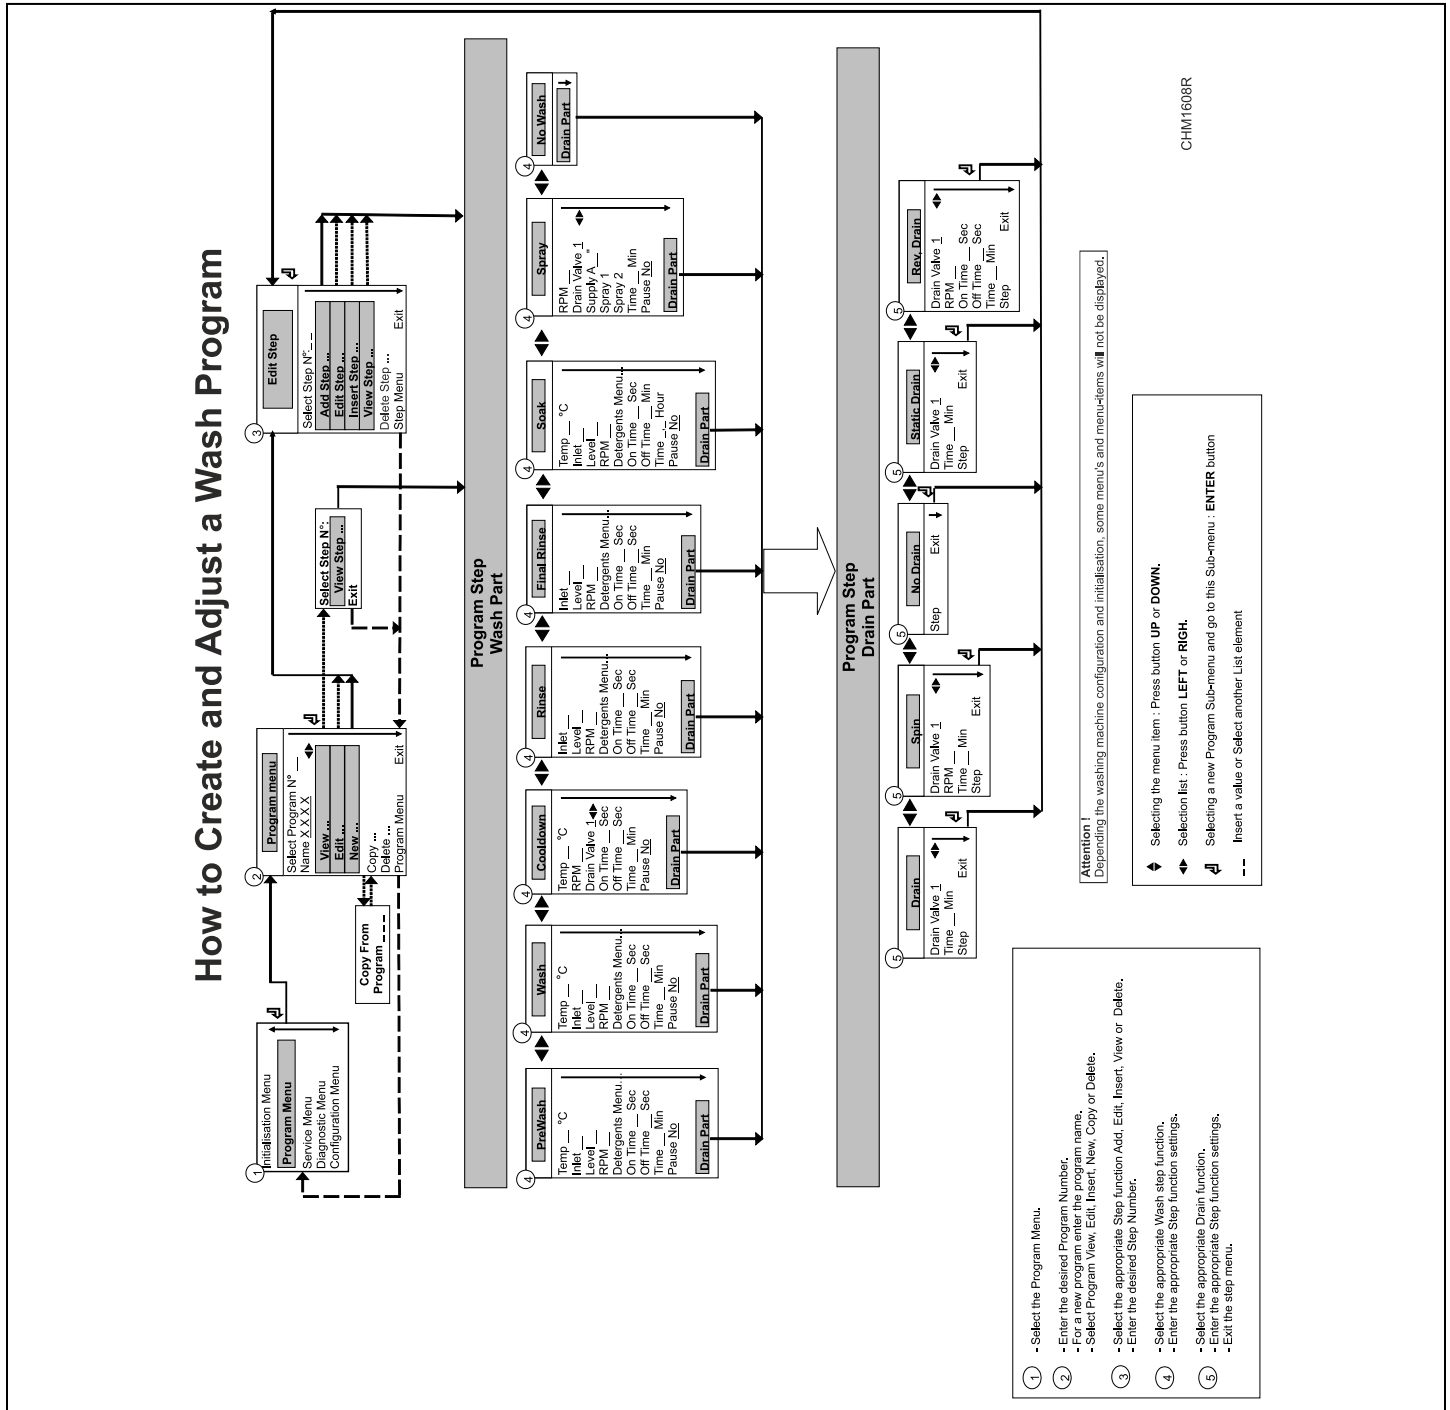 How to Create and Adjust a Wash Program
1
Initialisation Menu
Program Menu
Service Menu
Diagnostic Menu
Configuration Menu
2
Program menu
Select Program N° __
Name X X X X
View ...
Edit ...
New ...
Copy ...
Delete ...
Program Menu Exit
Copy From
Program _ _ _
Select Step N°:
View Step ...
Exit
3
Edit Step
Select Step N°:_ _
Add Step ...
Edit Step ...
Insert Step ...
View Step ...
Delete Step ...
Step Menu Exit
Program Step
Wash Part
4
PreWash
Temp __ °C
Inlet __
Level __
RPM __
Detergents Menu...
On Time __ Sec
Off Time __ Sec
Time __ Min
Pause No
Drain Part
4
Wash
Temp __ °C
Inlet __
Level __
RPM __
Detergents Menu...
On Time __ Sec
Off Time __ Sec
Time __ Min
Pause No
Drain Part
4
Cooldown
Temp __ °C
RPM __
Drain Valve 1
On Time __ Sec
Off Time __ Sec
Time __ Min
Pause No
Drain Part
4
Rinse
Inlet __
Level __
RPM __
Detergents Menu...
On Time __ Sec
Off Time __ Sec
Time __ Min
Pause No
Drain Part
4
Final Rinse
Inlet __
Level __
RPM __
Detergents Menu...
On Time __ Sec
Off Time __ Sec
Time __ Min
Pause No
Drain Part
4
Soak
Temp __ °C
Inlet __
Level __
RPM __
Detergents Menu...
On Time __ Sec
Off Time __ Min
Time _._ Hour
Pause No
Drain Part
4
Spray
RPM __
Drain Valve 1
Supply A __ "
Spray 1
Spray 2
Time __ Min
Pause No
Drain Part
4
No Wash
Drain Part
Program Step
Drain Part
5
Drain
Drain Valve 1
Time __ Min
Step Exit
5
Spin
Drain Valve 1
RPM __
Time __ Min
Step Exit
5
No Drain
Step Exit
5
Static Drain
Drain Valve 1
Time __ Min
Step Exit
5
Rev. Drain
Drain Valve 1
RPM __
On Time __ Sec
Off Time __ Sec
Time __ Min
Step Exit
1 - Select the Program Menu.
2 - Enter the desired Program Number.
- For a new program enter the program name.
- Select Program View, Edit, Insert, New, Copy or Delete.
3 - Select the appropriate Step function Add, Edit, Insert, View or Delete.
- Enter the desired Step Number.
4 - Select the appropriate Wash step function.
- Enter the appropriate Step function settings.
5 - Select the appropriate Drain function.
- Enter the appropriate Step function settings.
- Exit the step menu.
Attention !
Depending the washing machine configuration and initialisation, some menu's and menu-items will not be displayed.
Selecting the menu item : Press button UP or DOWN.
Selection list : Press button LEFT or RIGH.
Selecting a new Program Sub-menu and go to this Sub-menu : ENTER button
_ _ Insert a value or Select another List element
CHM1608R